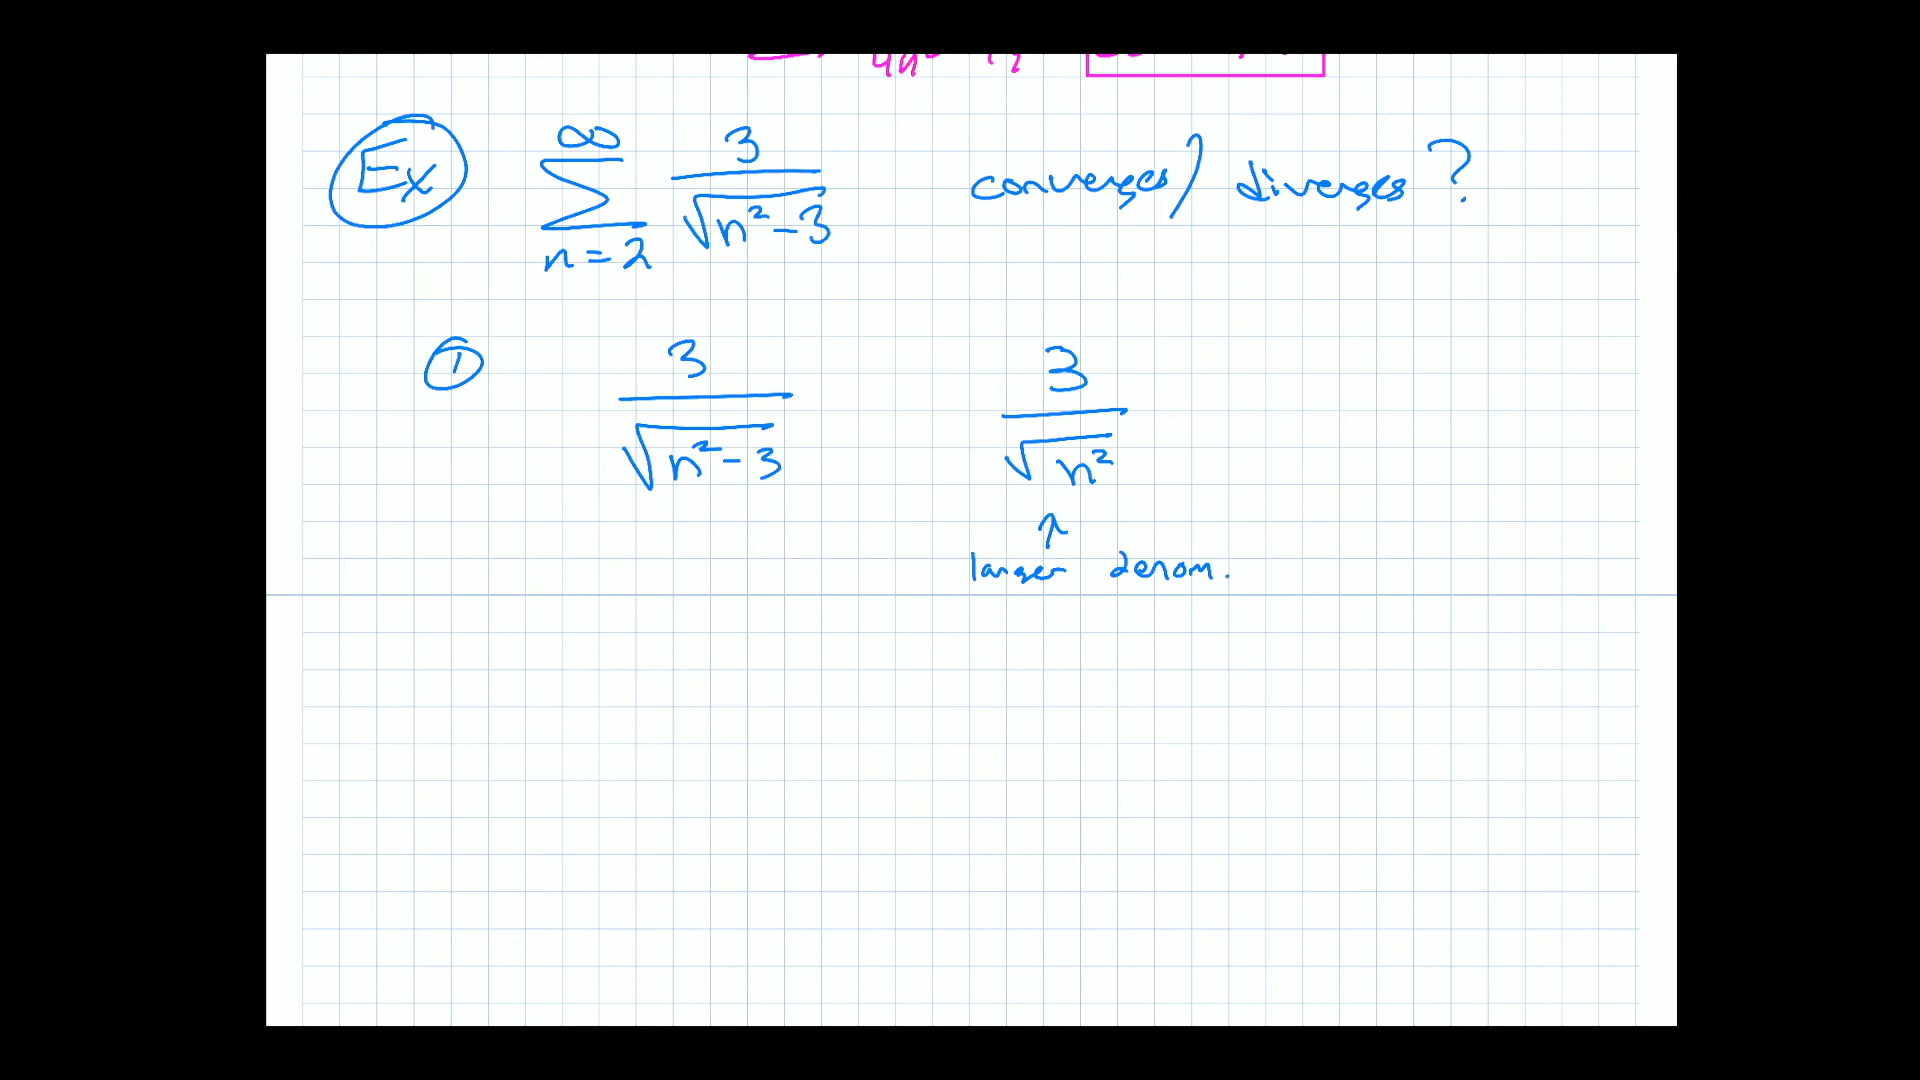 Ex ∞ Σ n=2 3/√(n²-3) converges/diverges?
① 3/√(n²-3) 3/√(n²)
↑
larger denom.